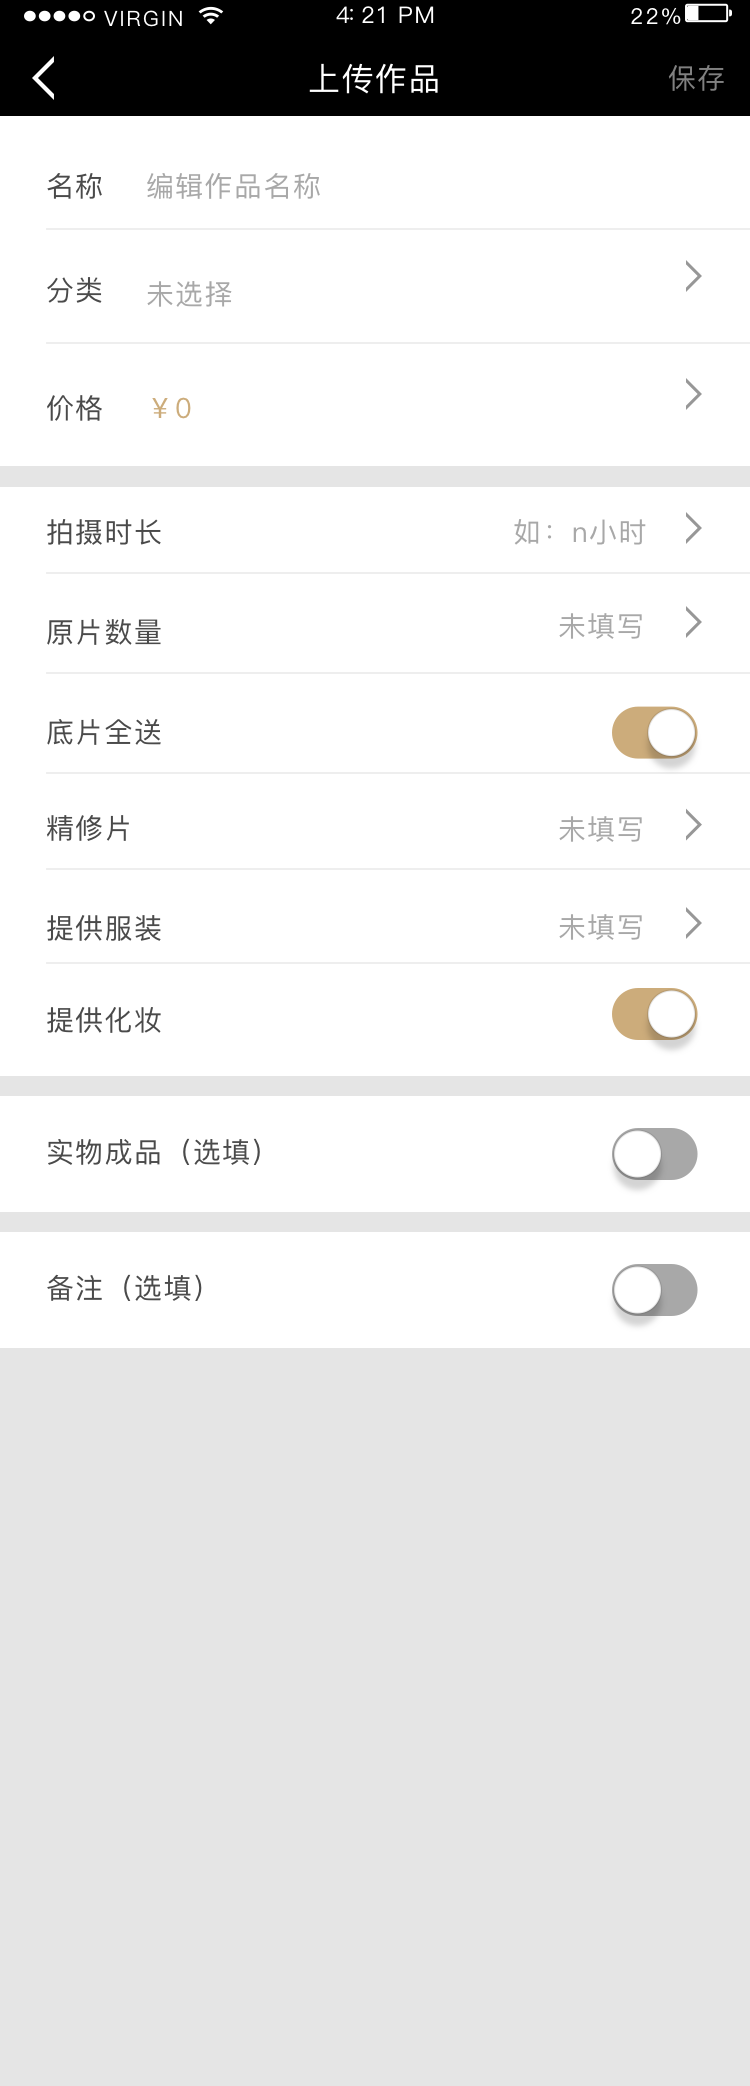 VIRGIN 4:21 PM 22%
上传作品 保存
名称 编辑作品名称
分类 未选择
价格 ¥0
拍摄时长 如：n小时
原片数量 未填写
底片全送
精修片 未填写
提供服装 未填写
提供化妆
实物成品（选填）
备注（选填）